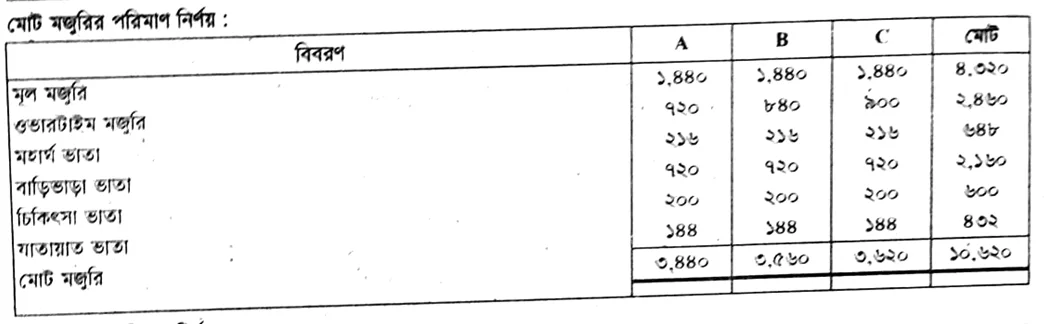 মোট মজুরির পরিমাণ নির্ণয় :
বিবরণ A B C মোট
মূল মজুরি ১,৪৪০ ১,৪৪০ ১,৪৪০ ৪,৩২০
ওভারটাইম মজুরি ৭২০ ৮৪০ ৯০০ ২,৪৬০
মহার্ঘ ভাতা ২১৬ ২১৬ ২১৬ ৬৪৮
বাড়িভাড়া ভাতা ৭২০ ৭২০ ৭২০ ২,১৬০
চিকিৎসা ভাতা ২০০ ২০০ ২০০ ৬০০
যাতায়াত ভাতা ১৪৪ ১৪৪ ১৪৪ ৪৩২
মোট মজুরি ৩,৪৪০ ৩,৫৬০ ৩,৬২০ ১০,৬২০